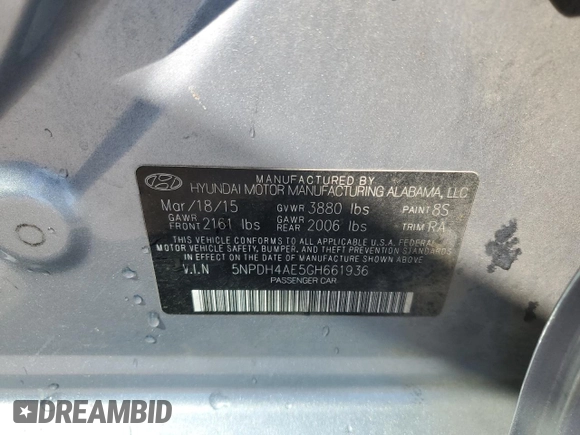 MANUFACTURED BY
HYUNDAI MOTOR MANUFACTURING ALABAMA, LLC
Mar/18/15 GVWR 3880 lbs PAINT 8S
GAWR FRONT 2161 lbs GAWR REAR 2006 lbs TRIM RA
THIS VEHICLE CONFORMS TO ALL APPLICABLE U.S.A. FEDERAL
MOTOR VEHICLE SAFETY, BUMPER, AND THEFT PREVENTION STANDARDS
IN EFFECT ON THE DATE OF MANUFACTURE SHOWN ABOVE.
V.I.N 5NPDH4AE5GH661936
PASSENGER CAR
DREAMBID